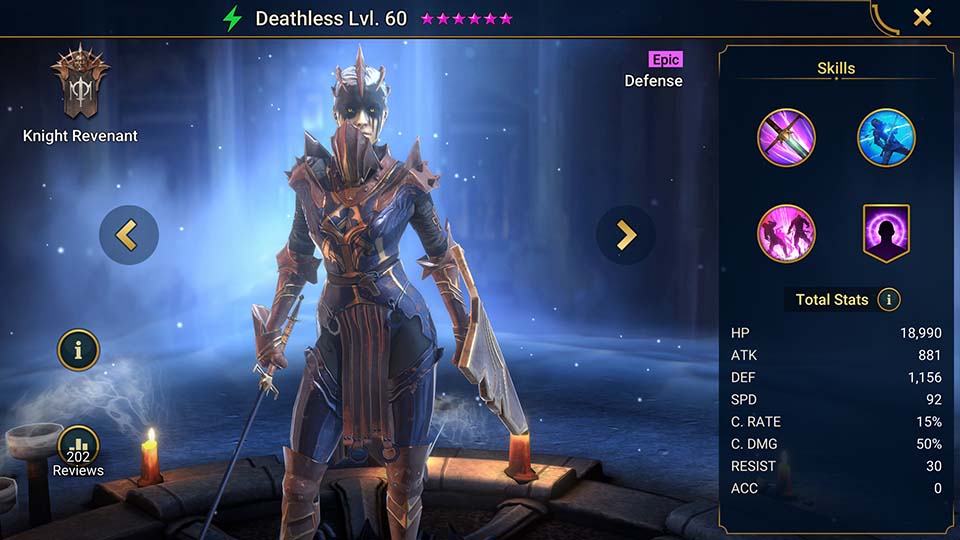 Deathless Lvl. 60
Knight Revenant
Epic
Defense
202
Reviews
Skills
Total Stats
HP 18,990
ATK 881
DEF 1,156
SPD 92
C. RATE 15%
C. DMG 50%
RESIST 30
ACC 0